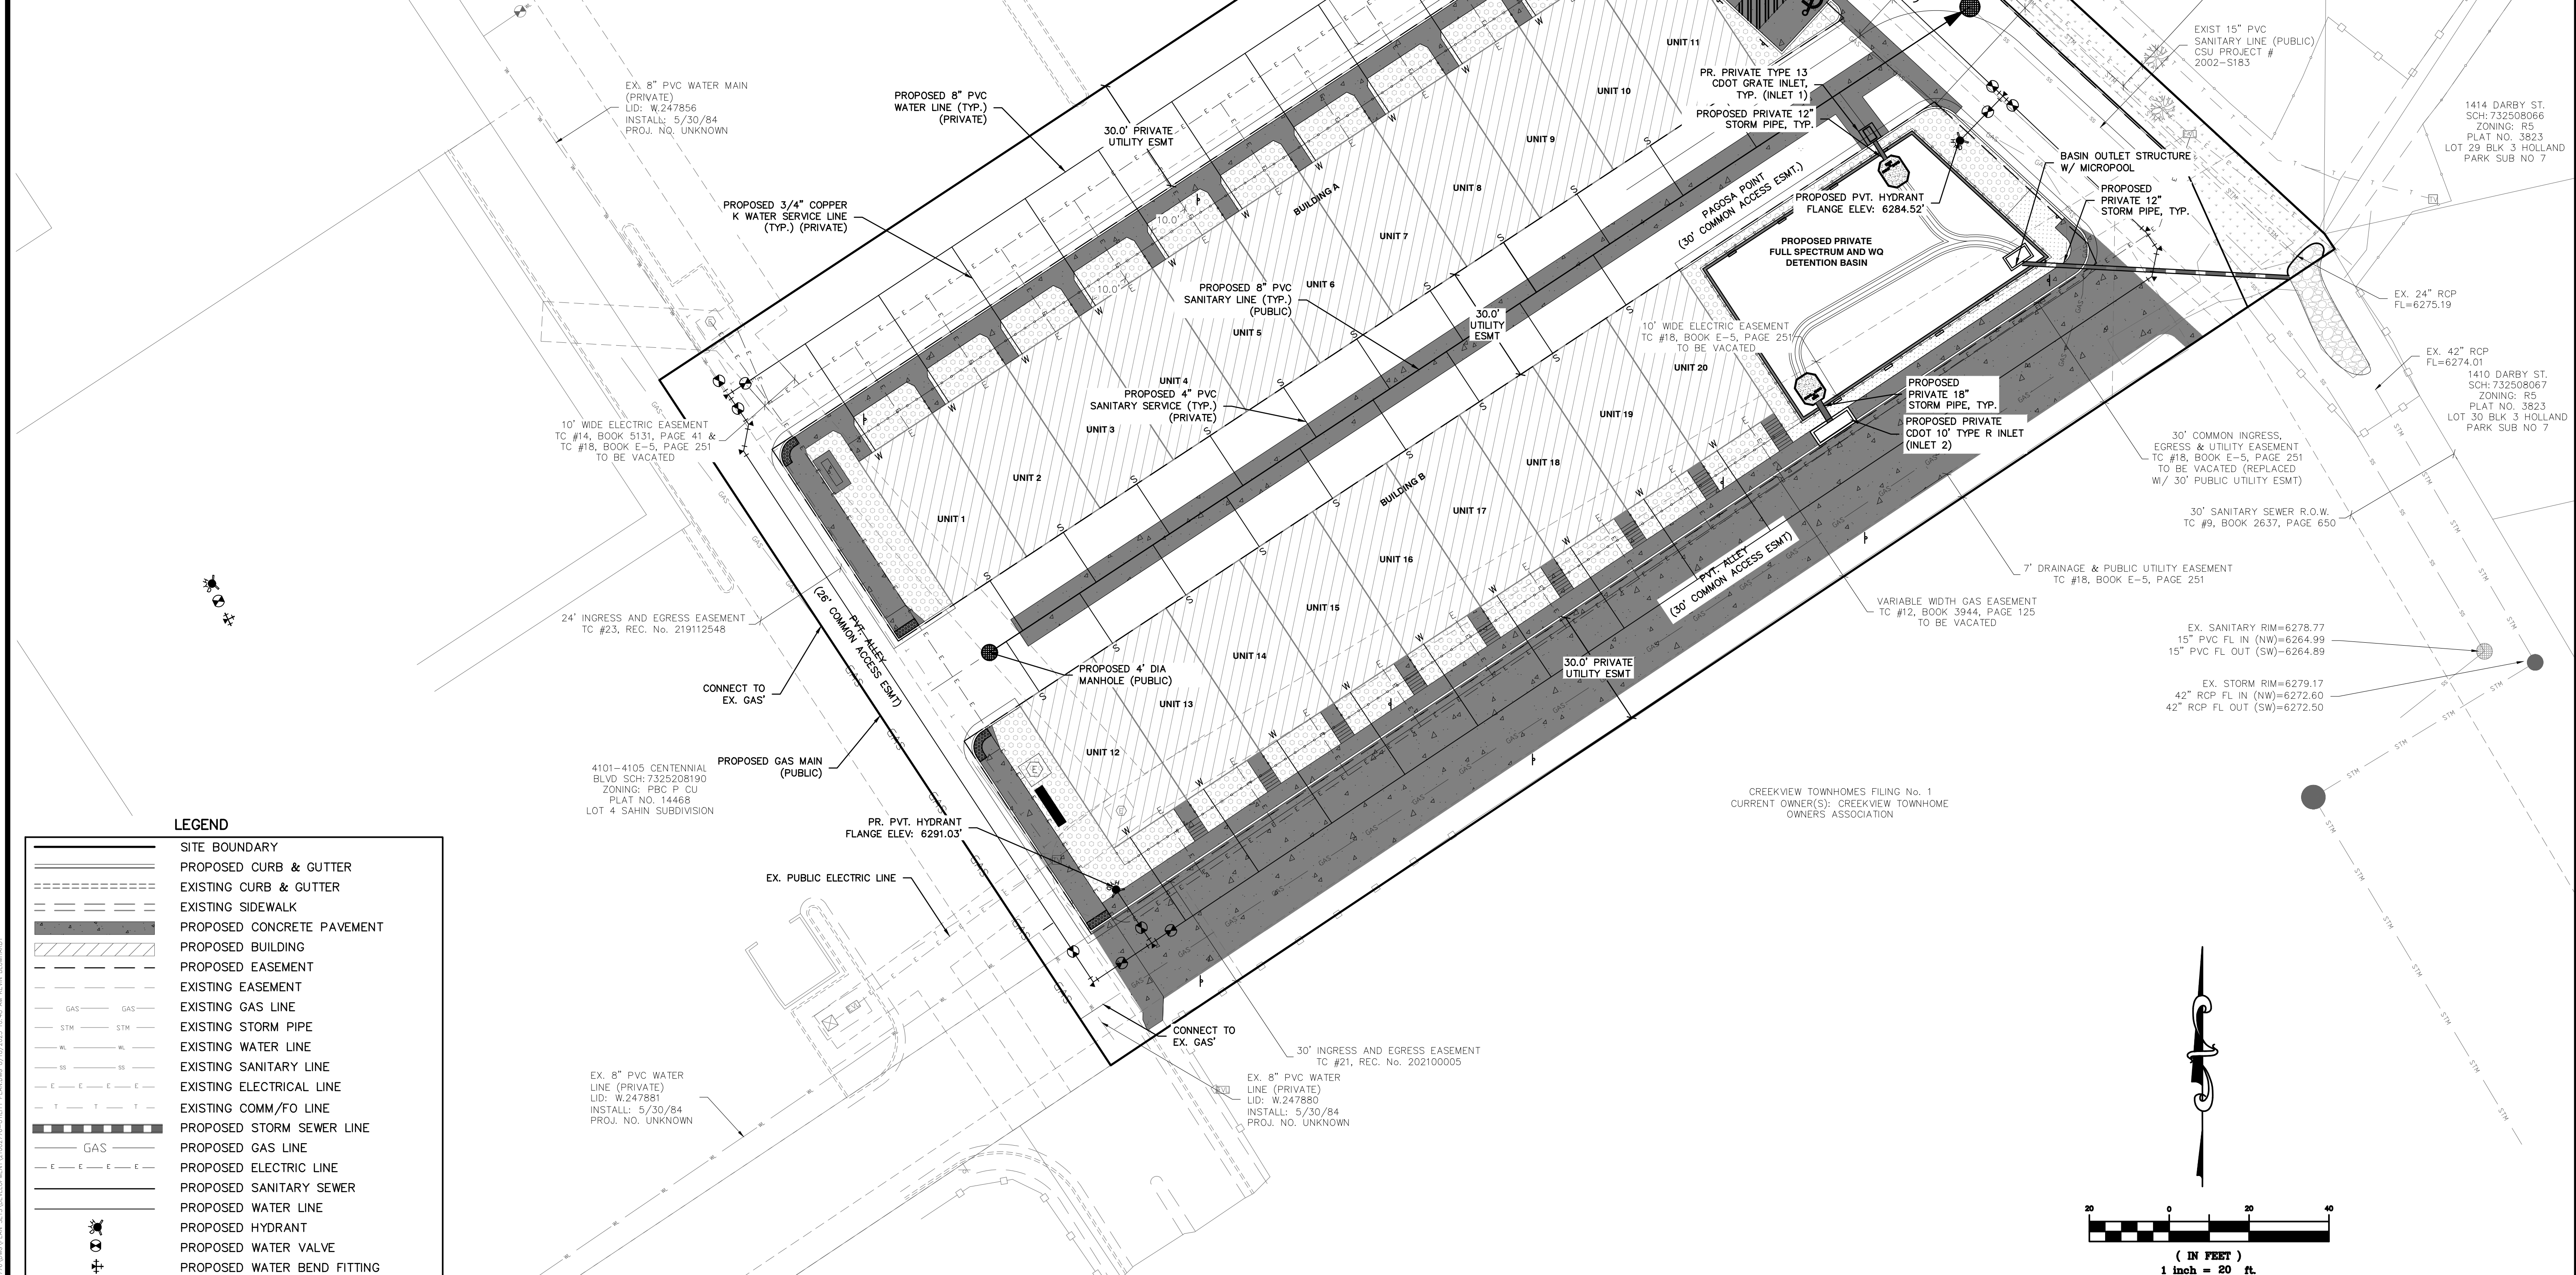 EX. 8" PVC WATER MAIN
(PRIVATE)
LID: W.247856
INSTALL: 5/30/84
PROJ. NO. UNKNOWN
PROPOSED 8" PVC
WATER LINE (TYP.)
(PRIVATE)
30.0' PRIVATE
UTILITY ESMT
PROPOSED 3/4" COPPER
K WATER SERVICE LINE
(TYP.) (PRIVATE)
10.0'
10.0'
BUILDING A
UNIT 11
UNIT 10
UNIT 9
UNIT 8
UNIT 7
UNIT 6
UNIT 5
UNIT 4
UNIT 3
UNIT 2
UNIT 1
PR. PRIVATE TYPE 13
CDOT GRATE INLET,
TYP. (INLET 1)
PROPOSED PRIVATE 12"
STORM PIPE, TYP.
PAGOSA POINT
(30' COMMON ACCESS ESMT.)
PROPOSED PVT. HYDRANT
FLANGE ELEV: 6284.52'
PROPOSED PRIVATE
FULL SPECTRUM AND WQ
DETENTION BASIN
BASIN OUTLET STRUCTURE
W/ MICROPOOL
PROPOSED
PRIVATE 12"
STORM PIPE, TYP.
EXIST 15" PVC
SANITARY LINE (PUBLIC)
CSU PROJECT #
2002-S183
1414 DARBY ST.
SCH: 732508066
ZONING: R5
PLAT NO. 3823
LOT 29 BLK 3 HOLLAND
PARK SUB NO 7
EX. 24" RCP
FL=6275.19
EX. 42" RCP
FL=6274.01
1410 DARBY ST.
SCH: 732508067
ZONING: R5
PLAT NO. 3823
LOT 30 BLK 3 HOLLAND
PARK SUB NO 7
PROPOSED 8" PVC
SANITARY LINE (TYP.)
(PUBLIC)
30.0'
UTILITY
ESMT
10' WIDE ELECTRIC EASEMENT
TC #18, BOOK E-5, PAGE 251
TO BE VACATED
PROPOSED 4" PVC
SANITARY SERVICE (TYP.)
(PRIVATE)
PROPOSED
PRIVATE 18"
STORM PIPE, TYP.
PROPOSED PRIVATE
CDOT 10' TYPE R INLET
(INLET 2)
10' WIDE ELECTRIC EASEMENT
TC #14, BOOK 5131, PAGE 41 &
TC #18, BOOK E-5, PAGE 251
TO BE VACATED
30' COMMON INGRESS,
EGRESS & UTILITY EASEMENT
TC #18, BOOK E-5, PAGE 251
TO BE VACATED (REPLACED
W/ 30' PUBLIC UTILITY ESMT)
30' SANITARY SEWER R.O.W.
TC #9, BOOK 2637, PAGE 650
BUILDING B
UNIT 20
UNIT 19
UNIT 18
UNIT 17
UNIT 16
UNIT 15
UNIT 14
UNIT 13
UNIT 12
7' DRAINAGE & PUBLIC UTILITY EASEMENT
TC #18, BOOK E-5, PAGE 251
VARIABLE WIDTH GAS EASEMENT
TC #12, BOOK 3944, PAGE 125
TO BE VACATED
PVT. ALLEY
(30' COMMON ACCESS ESMT)
24' INGRESS AND EGRESS EASEMENT
TC #23, REC. No. 219112548
PVT. ALLEY
(26' COMMON ACCESS ESMT)
EX. SANITARY RIM=6278.77
15" PVC FL IN (NW)=6264.99
15" PVC FL OUT (SW)=6264.89
EX. STORM RIM=6279.17
42" RCP FL IN (NW)=6272.60
42" RCP FL OUT (SW)=6272.50
CONNECT TO
EX. GAS'
PROPOSED 4' DIA
MANHOLE (PUBLIC)
30.0' PRIVATE
UTILITY ESMT
PROPOSED GAS MAIN
(PUBLIC)
4101-4105 CENTENNIAL
BLVD SCH: 7325208190
ZONING: PBC P CU
PLAT NO. 14468
LOT 4 SAHIN SUBDIVISION
PR. PVT. HYDRANT
FLANGE ELEV: 6291.03'
EX. PUBLIC ELECTRIC LINE
CREEKVIEW TOWNHOMES FILING No. 1
CURRENT OWNER(S): CREEKVIEW TOWNHOME
OWNERS ASSOCIATION
CONNECT TO
EX. GAS'
30' INGRESS AND EGRESS EASEMENT
TC #21, REC. No. 202100005
EX. 8" PVC WATER
LINE (PRIVATE)
LID: W.247881
INSTALL: 5/30/84
PROJ. NO. UNKNOWN
EX. 8" PVC WATER
LINE (PRIVATE)
LID: W.247880
INSTALL: 5/30/84
PROJ. NO. UNKNOWN
LEGEND
SITE BOUNDARY
PROPOSED CURB & GUTTER
EXISTING CURB & GUTTER
EXISTING SIDEWALK
PROPOSED CONCRETE PAVEMENT
PROPOSED BUILDING
PROPOSED EASEMENT
EXISTING EASEMENT
GAS GAS EXISTING GAS LINE
STM STM EXISTING STORM PIPE
WL WL EXISTING WATER LINE
SS SS EXISTING SANITARY LINE
E E E E EXISTING ELECTRICAL LINE
T T T T EXISTING COMM/FO LINE
PROPOSED STORM SEWER LINE
GAS PROPOSED GAS LINE
E E E E PROPOSED ELECTRIC LINE
PROPOSED SANITARY SEWER
PROPOSED WATER LINE
PROPOSED HYDRANT
PROPOSED WATER VALVE
PROPOSED WATER BEND FITTING
20 0 20 40
( IN FEET )
1 inch = 20 ft.